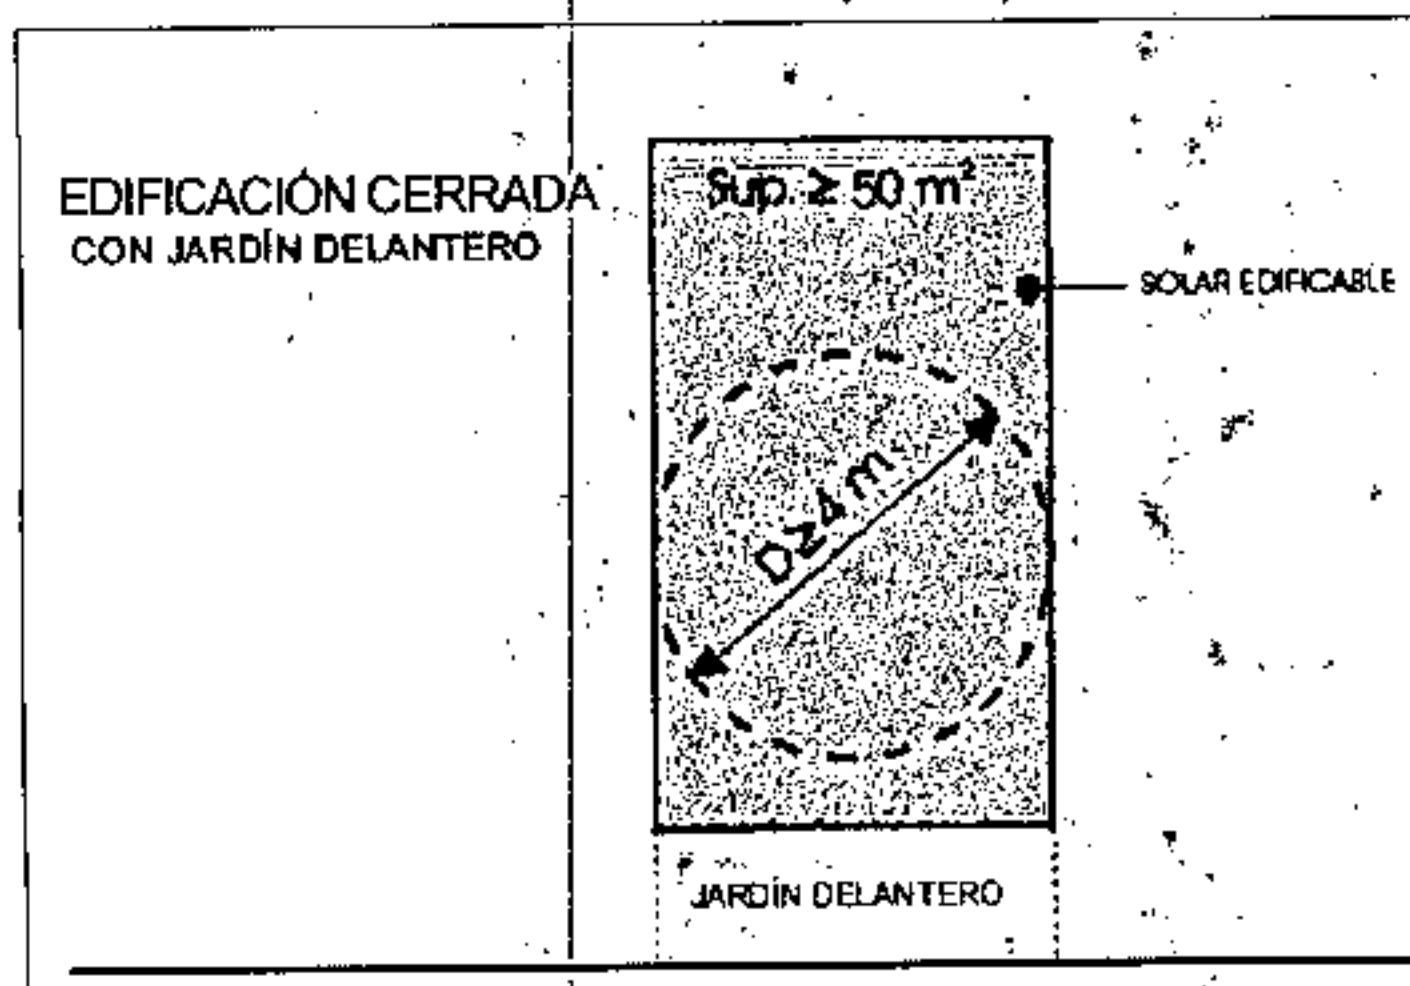 EDIFICACIÓN CERRADA
CON JARDÍN DELANTERO
Sup. ≥ 50 m²
SOLAR EDIFICABLE
D≥4 m
JARDÍN DELANTERO